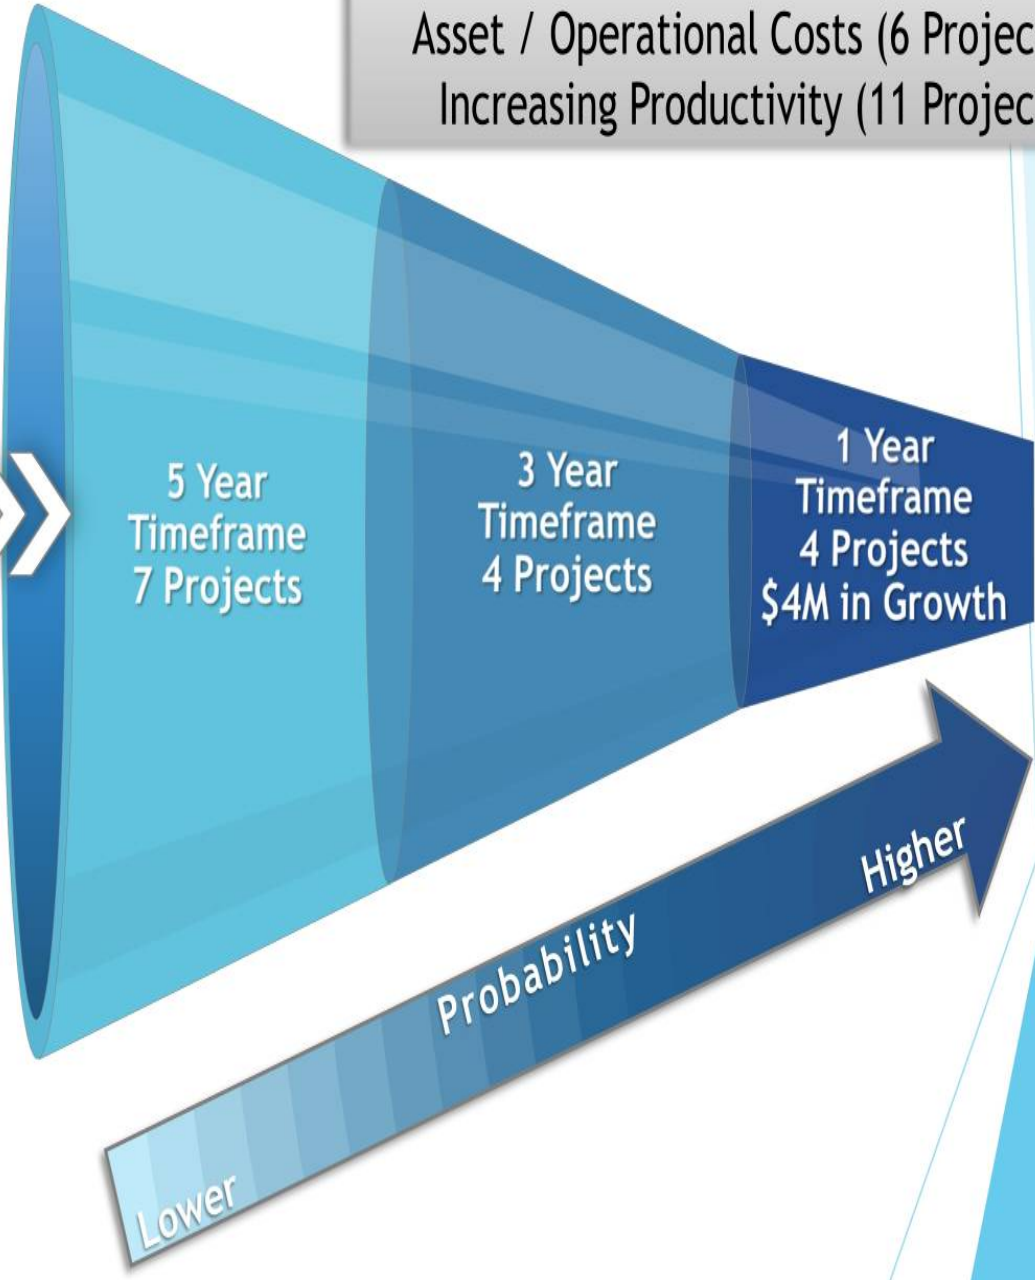 Asset / Operational Costs (6 Projec
Increasing Productivity (11 Projec
5 Year
Timeframe
7 Projects
3 Year
Timeframe
4 Projects
1 Year
Timeframe
4 Projects
$4M in Growth
Higher
Probability
Lower